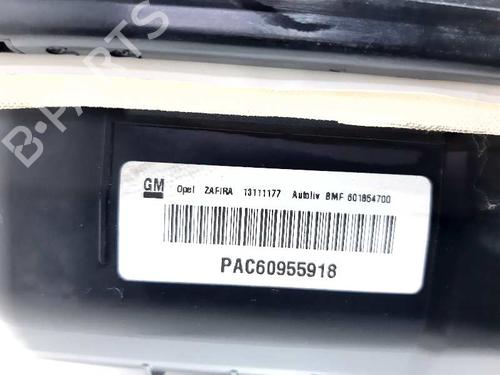 B-PARTS
GM Opel ZAFIRA 13111177 Autoliv BMF 601854700
PAC60955918